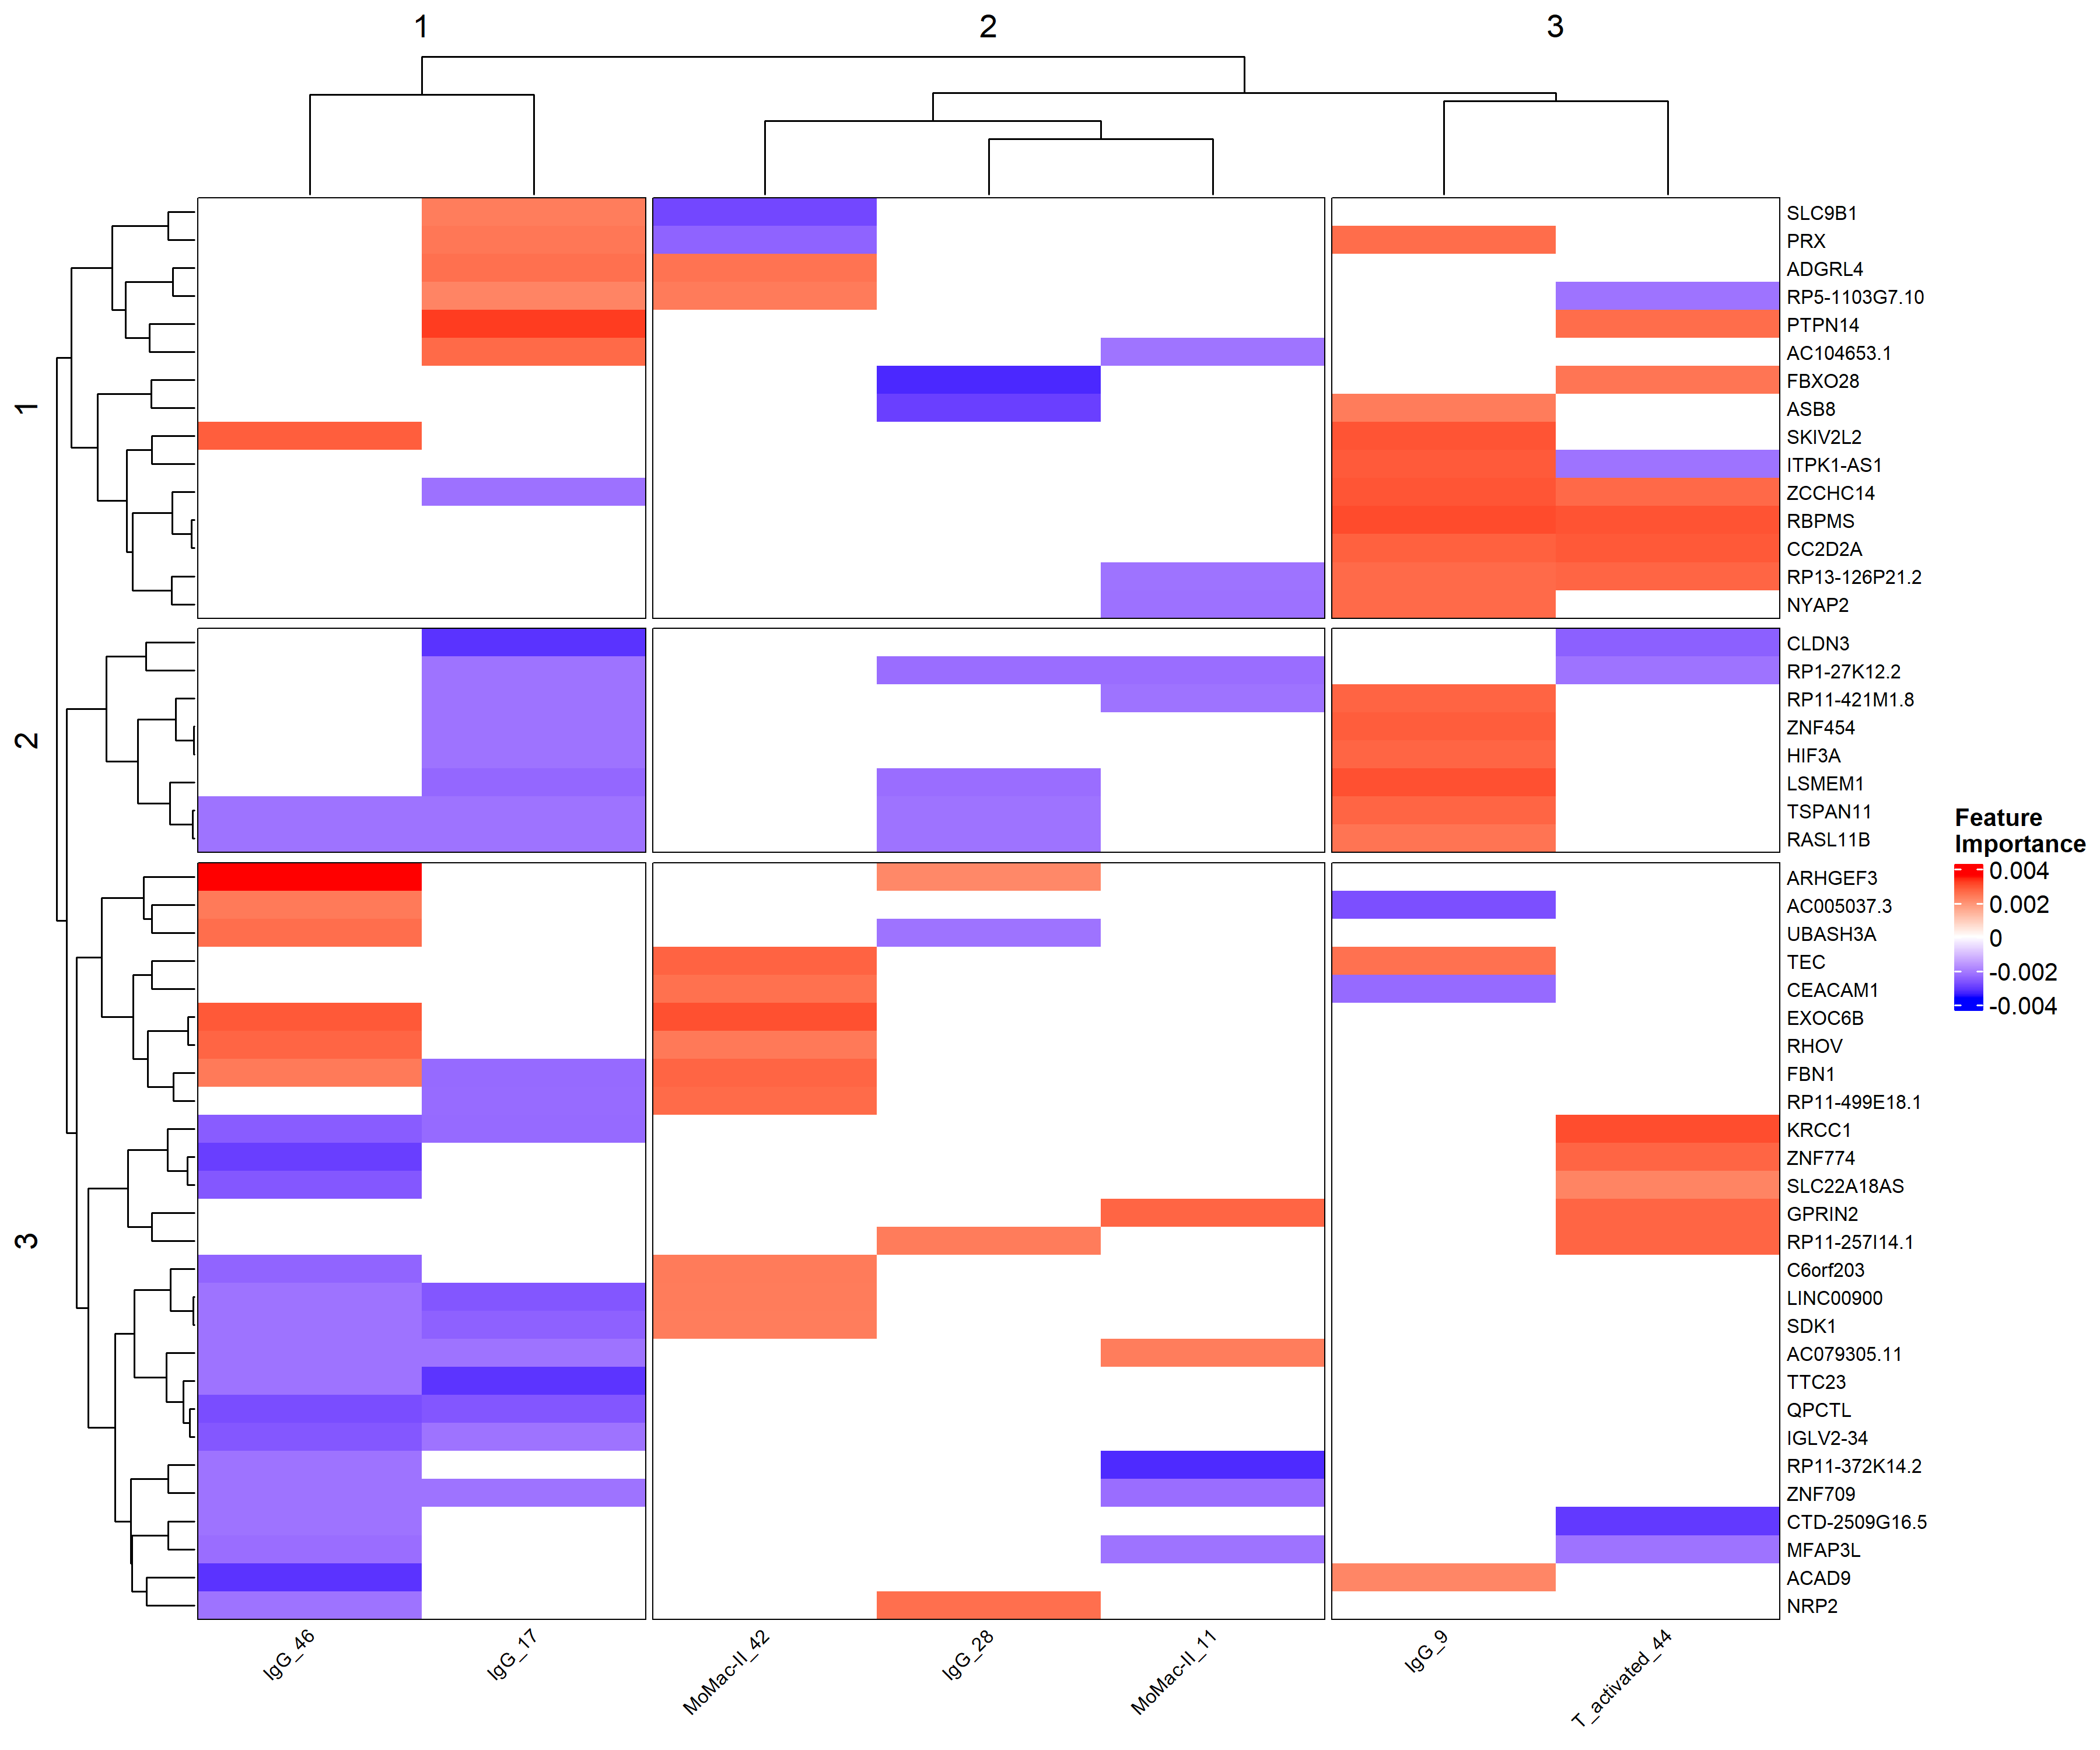 1
2
3
1
2
3
SLC9B1
PRX
ADGRL4
RP5-1103G7.10
PTPN14
AC104653.1
FBXO28
ASB8
SKIV2L2
ITPK1-AS1
ZCCHC14
RBPMS
CC2D2A
RP13-126P21.2
NYAP2
CLDN3
RP1-27K12.2
RP11-421M1.8
ZNF454
HIF3A
LSMEM1
TSPAN11
RASL11B
ARHGEF3
AC005037.3
UBASH3A
TEC
CEACAM1
EXOC6B
RHOV
FBN1
RP11-499E18.1
KRCC1
ZNF774
SLC22A18AS
GPRIN2
RP11-257I14.1
C6orf203
LINC00900
SDK1
AC079305.11
TTC23
QPCTL
IGLV2-34
RP11-372K14.2
ZNF709
CTD-2509G16.5
MFAP3L
ACAD9
NRP2
Feature
Importance
0.004
0.002
0
-0.002
-0.004
IgG_46
IgG_17
MoMac-II_42
IgG_28
MoMac-II_11
IgG_9
T_activated_44